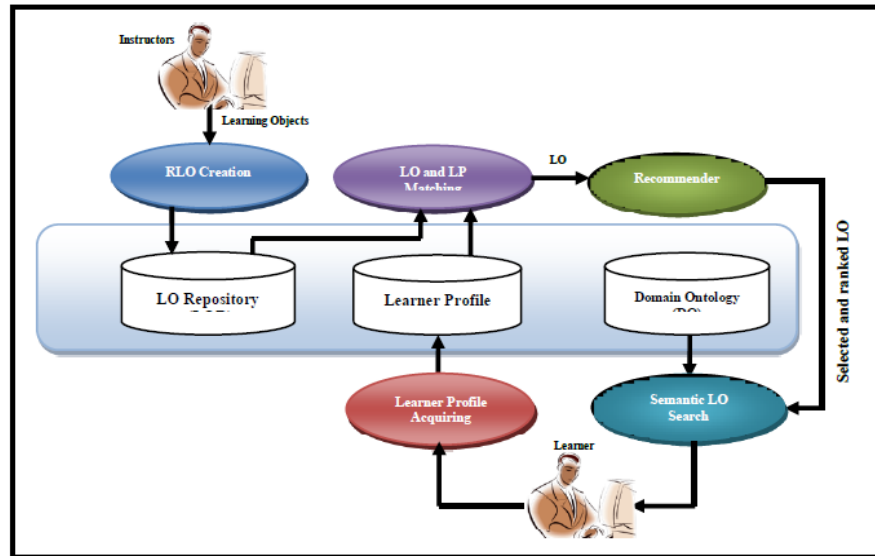 Instructors
Learning Objects
RLO Creation
LO and LP
Matching
LO
Recommender
LO Repository
Learner Profile
Domain Ontology
Selected and ranked LO
Learner Profile
Acquiring
Semantic LO
Search
Learner